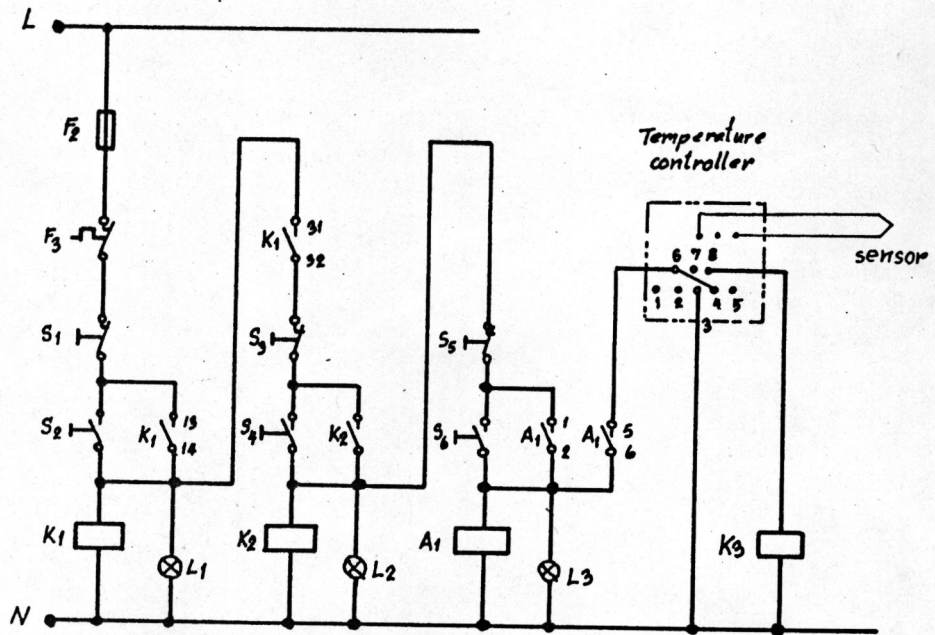 L
F2
F3
S1
S2
K1
13
14
K1
L1
K1
31
32
S3
S4
K2
K2
L2
S5
S6
A1
1
2
A1
5
6
A1
L3
Temperature
controller
sensor
6 7 8
1 2 4 5
3
K3
N